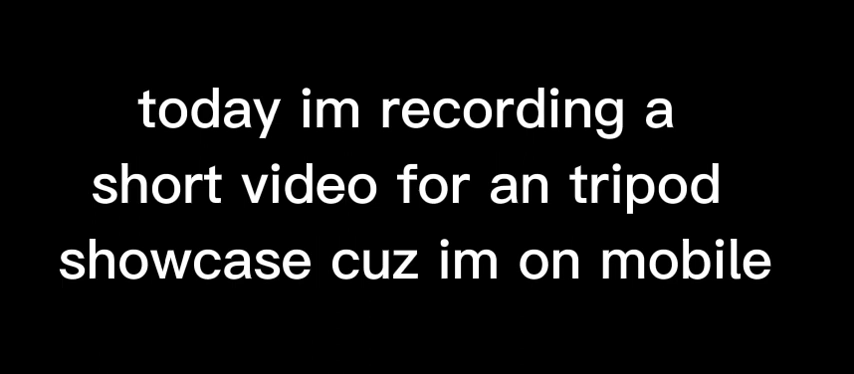 today im recording a
short video for an tripod
showcase cuz im on mobile